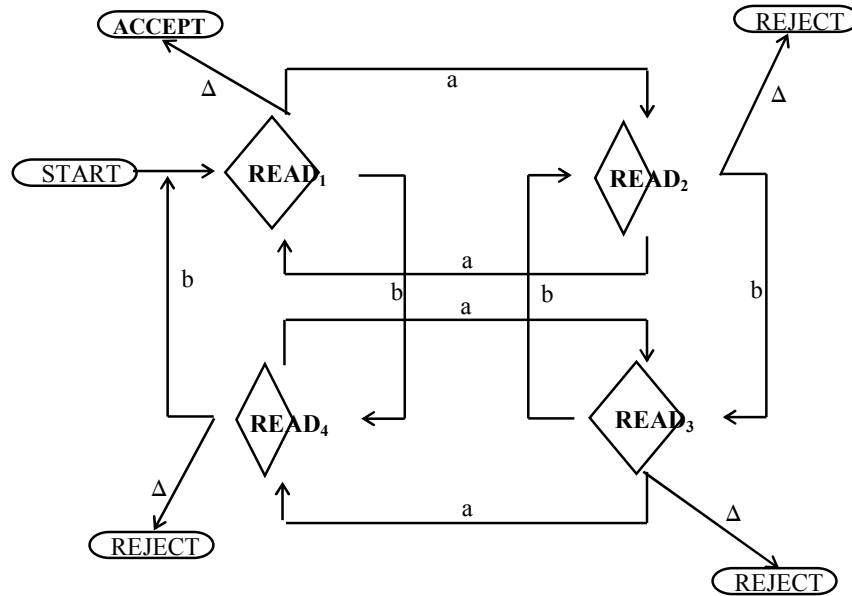 ACCEPT
REJECT
Δ
a
Δ
START
READ₁
READ₂
a
b
b
b
b
a
READ₄
READ₃
Δ
a
Δ
REJECT
REJECT